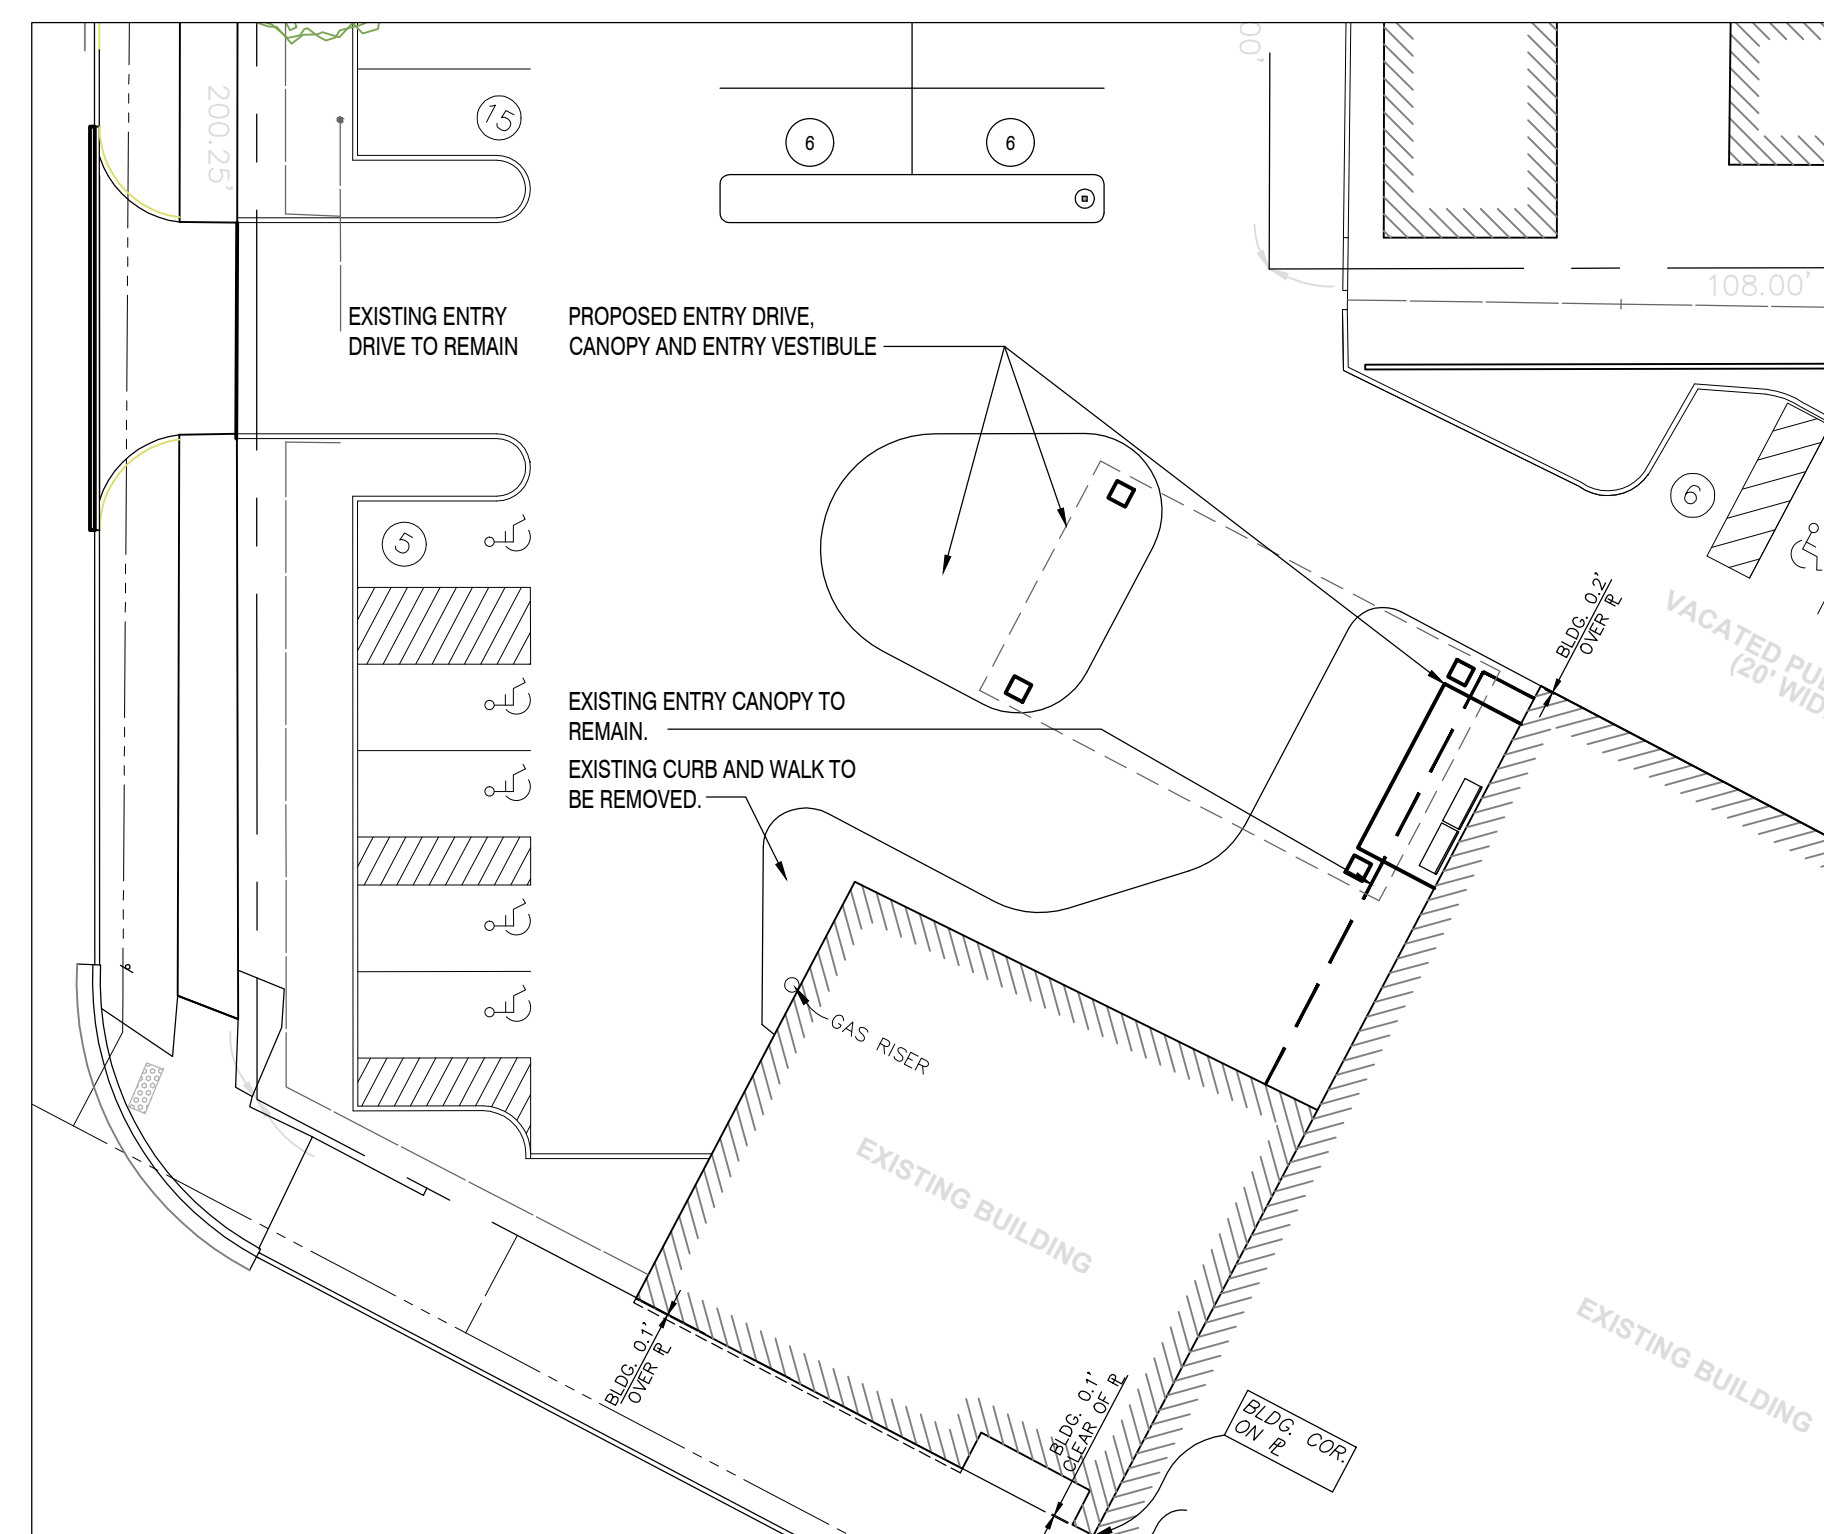 200.25'
15
6
6
00'
108.00'
EXISTING ENTRY
DRIVE TO REMAIN
PROPOSED ENTRY DRIVE,
CANOPY AND ENTRY VESTIBULE
5
6
BLDG. 0.2'
OVER ℄
VACATED PU
(20' WID
EXISTING ENTRY CANOPY TO
REMAIN.
EXISTING CURB AND WALK TO
BE REMOVED.
GAS RISER
EXISTING BUILDING
EXISTING BUILDING
BLDG. 0.1'
OVER ℄
BLDG. 0.1'
CLEAR OF ℄
BLDG. COR.
ON ℄